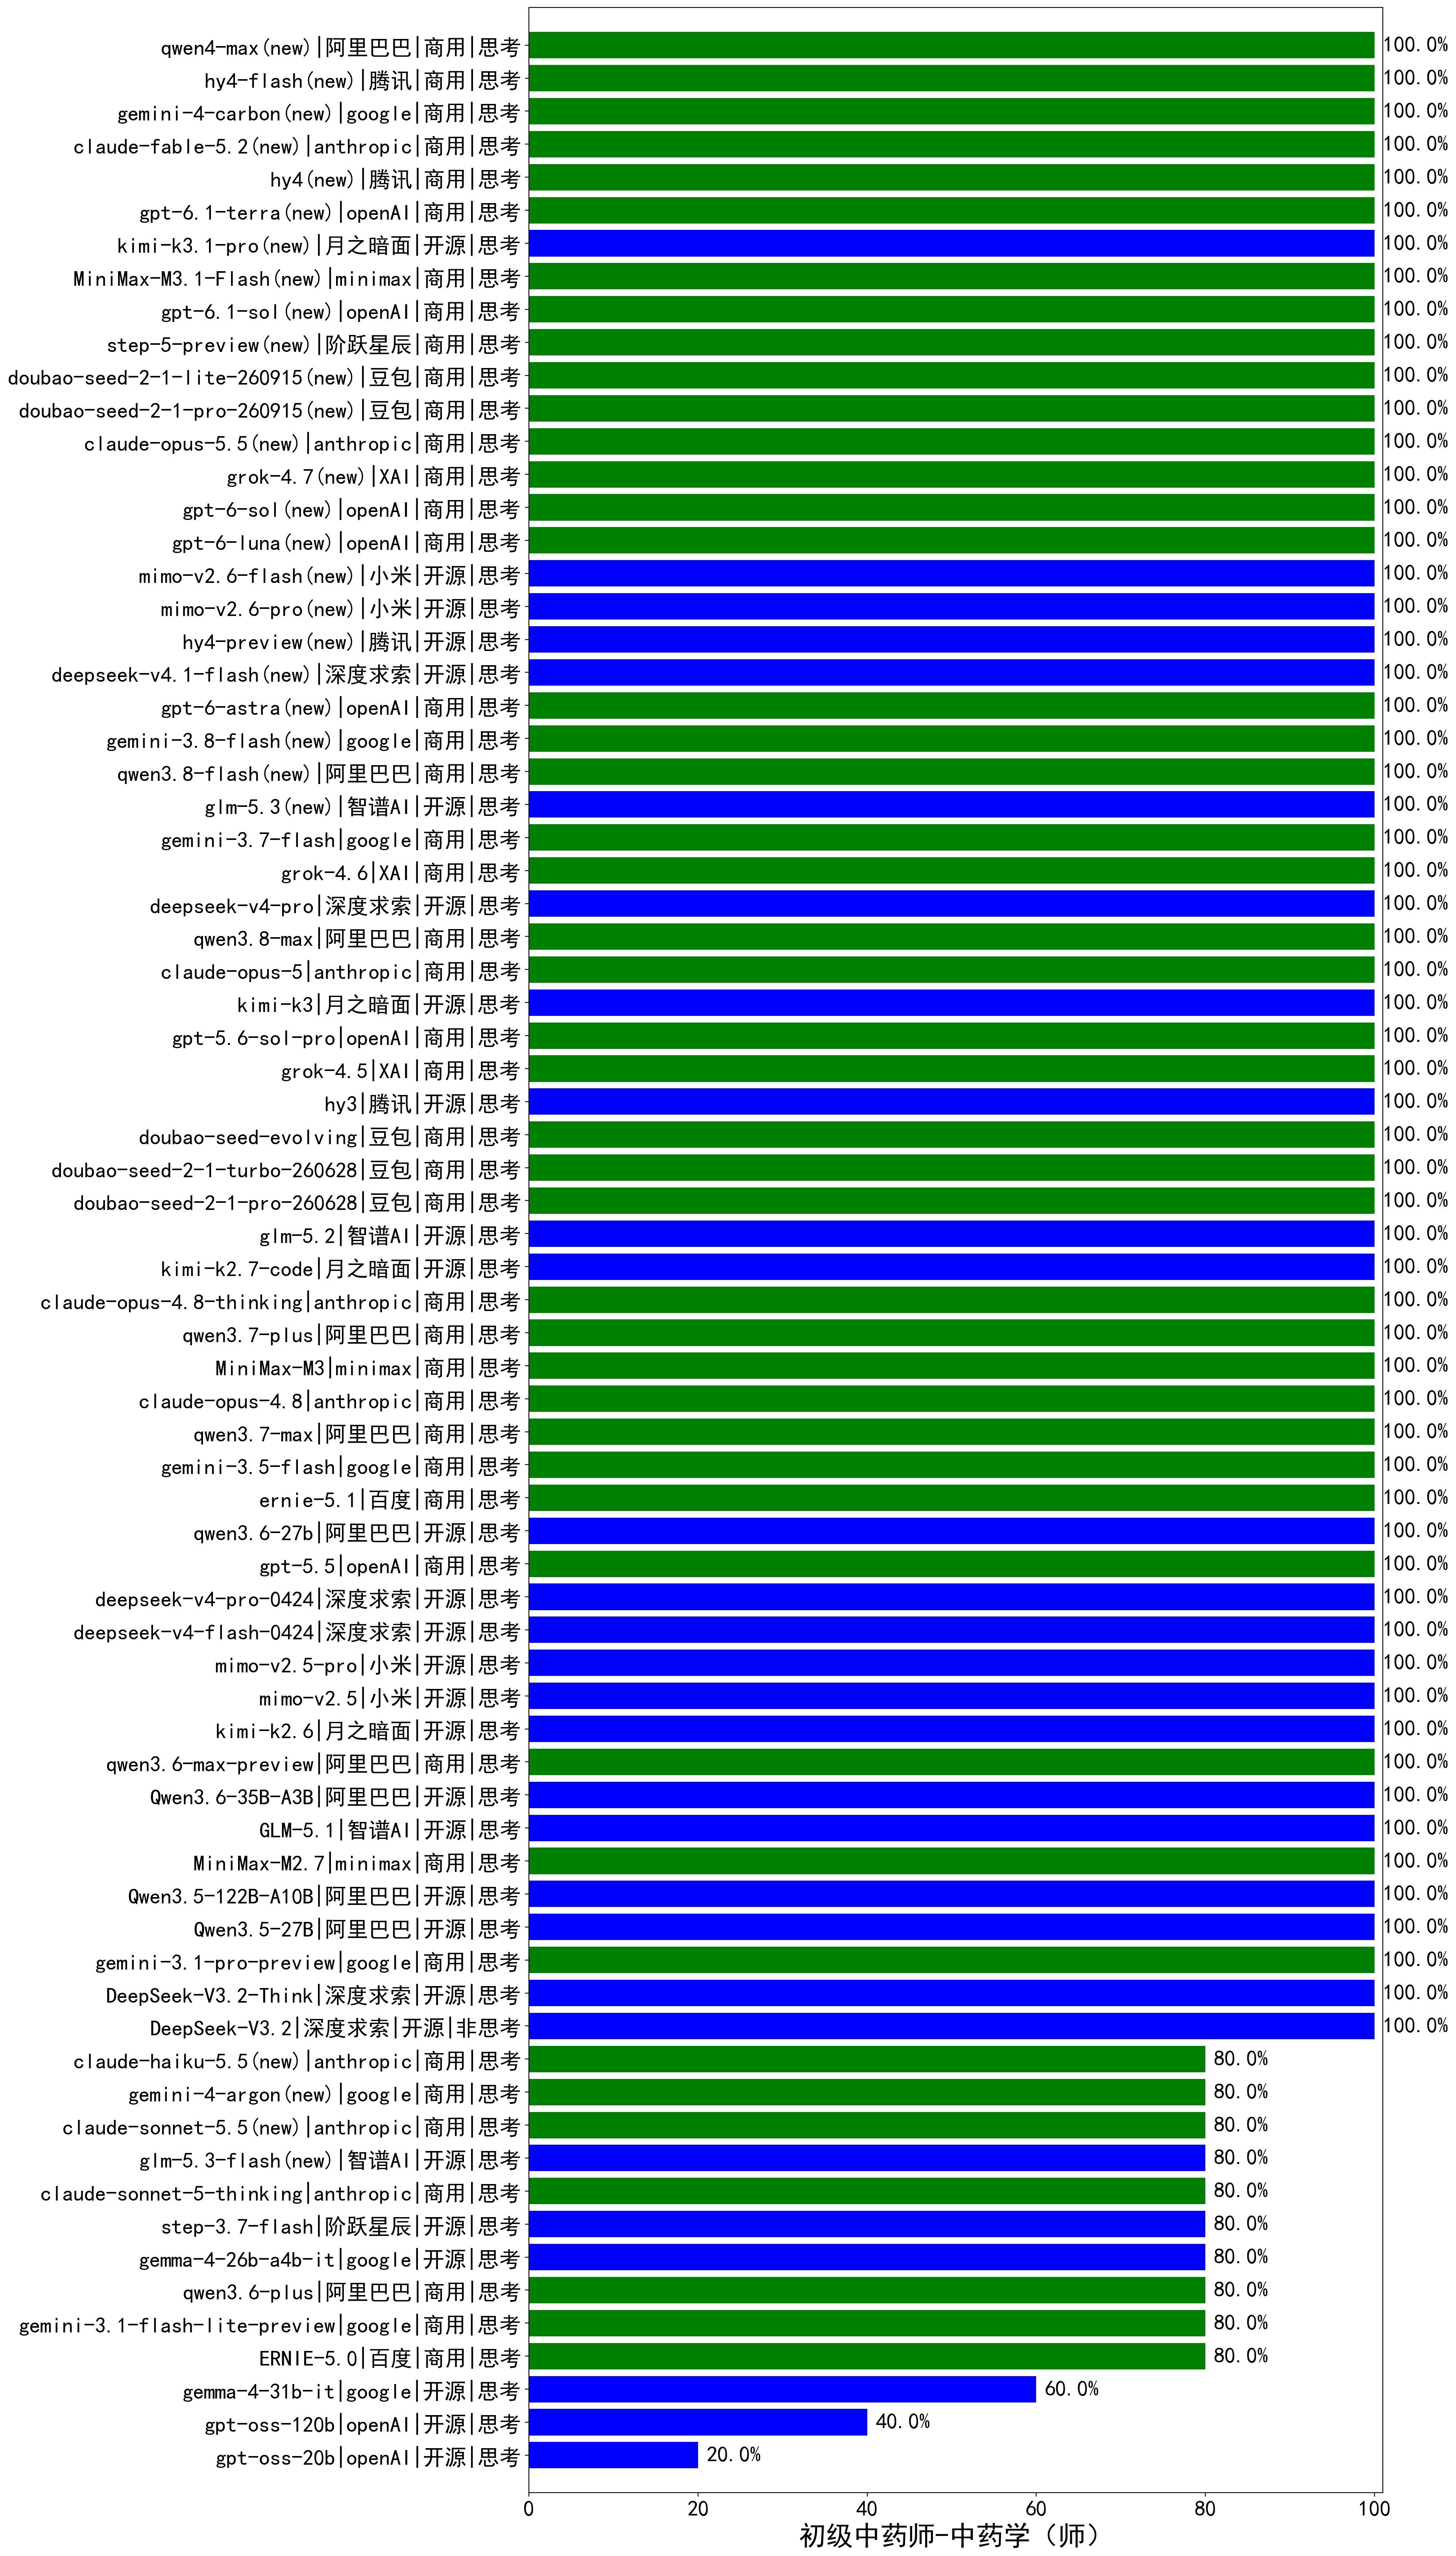 qwen4-max(new)|阿里巴巴|商用|思考 100.0%
hy4-flash(new)|腾讯|商用|思考 100.0%
gemini-4-carbon(new)|google|商用|思考 100.0%
claude-fable-5.2(new)|anthropic|商用|思考 100.0%
hy4(new)|腾讯|商用|思考 100.0%
gpt-6.1-terra(new)|openAI|商用|思考 100.0%
kimi-k3.1-pro(new)|月之暗面|开源|思考 100.0%
MiniMax-M3.1-Flash(new)|minimax|商用|思考 100.0%
gpt-6.1-sol(new)|openAI|商用|思考 100.0%
step-5-preview(new)|阶跃星辰|商用|思考 100.0%
doubao-seed-2-1-lite-260915(new)|豆包|商用|思考 100.0%
doubao-seed-2-1-pro-260915(new)|豆包|商用|思考 100.0%
claude-opus-5.5(new)|anthropic|商用|思考 100.0%
grok-4.7(new)|XAI|商用|思考 100.0%
gpt-6-sol(new)|openAI|商用|思考 100.0%
gpt-6-luna(new)|openAI|商用|思考 100.0%
mimo-v2.6-flash(new)|小米|开源|思考 100.0%
mimo-v2.6-pro(new)|小米|开源|思考 100.0%
hy4-preview(new)|腾讯|开源|思考 100.0%
deepseek-v4.1-flash(new)|深度求索|开源|思考 100.0%
gpt-6-astra(new)|openAI|商用|思考 100.0%
gemini-3.8-flash(new)|google|商用|思考 100.0%
qwen3.8-flash(new)|阿里巴巴|商用|思考 100.0%
glm-5.3(new)|智谱AI|开源|思考 100.0%
gemini-3.7-flash|google|商用|思考 100.0%
grok-4.6|XAI|商用|思考 100.0%
deepseek-v4-pro|深度求索|开源|思考 100.0%
qwen3.8-max|阿里巴巴|商用|思考 100.0%
claude-opus-5|anthropic|商用|思考 100.0%
kimi-k3|月之暗面|开源|思考 100.0%
gpt-5.6-sol-pro|openAI|商用|思考 100.0%
grok-4.5|XAI|商用|思考 100.0%
hy3|腾讯|开源|思考 100.0%
doubao-seed-evolving|豆包|商用|思考 100.0%
doubao-seed-2-1-turbo-260628|豆包|商用|思考 100.0%
doubao-seed-2-1-pro-260628|豆包|商用|思考 100.0%
glm-5.2|智谱AI|开源|思考 100.0%
kimi-k2.7-code|月之暗面|开源|思考 100.0%
claude-opus-4.8-thinking|anthropic|商用|思考 100.0%
qwen3.7-plus|阿里巴巴|商用|思考 100.0%
MiniMax-M3|minimax|商用|思考 100.0%
claude-opus-4.8|anthropic|商用|思考 100.0%
qwen3.7-max|阿里巴巴|商用|思考 100.0%
gemini-3.5-flash|google|商用|思考 100.0%
ernie-5.1|百度|商用|思考 100.0%
qwen3.6-27b|阿里巴巴|开源|思考 100.0%
gpt-5.5|openAI|商用|思考 100.0%
deepseek-v4-pro-0424|深度求索|开源|思考 100.0%
deepseek-v4-flash-0424|深度求索|开源|思考 100.0%
mimo-v2.5-pro|小米|开源|思考 100.0%
mimo-v2.5|小米|开源|思考 100.0%
kimi-k2.6|月之暗面|开源|思考 100.0%
qwen3.6-max-preview|阿里巴巴|商用|思考 100.0%
Qwen3.6-35B-A3B|阿里巴巴|开源|思考 100.0%
GLM-5.1|智谱AI|开源|思考 100.0%
MiniMax-M2.7|minimax|商用|思考 100.0%
Qwen3.5-122B-A10B|阿里巴巴|开源|思考 100.0%
Qwen3.5-27B|阿里巴巴|开源|思考 100.0%
gemini-3.1-pro-preview|google|商用|思考 100.0%
DeepSeek-V3.2-Think|深度求索|开源|思考 100.0%
DeepSeek-V3.2|深度求索|开源|非思考 100.0%
claude-haiku-5.5(new)|anthropic|商用|思考 80.0%
gemini-4-argon(new)|google|商用|思考 80.0%
claude-sonnet-5.5(new)|anthropic|商用|思考 80.0%
glm-5.3-flash(new)|智谱AI|开源|思考 80.0%
claude-sonnet-5-thinking|anthropic|商用|思考 80.0%
step-3.7-flash|阶跃星辰|开源|思考 80.0%
gemma-4-26b-a4b-it|google|开源|思考 80.0%
qwen3.6-plus|阿里巴巴|商用|思考 80.0%
gemini-3.1-flash-lite-preview|google|商用|思考 80.0%
ERNIE-5.0|百度|商用|思考 80.0%
gemma-4-31b-it|google|开源|思考 60.0%
gpt-oss-120b|openAI|开源|思考 40.0%
gpt-oss-20b|openAI|开源|思考 20.0%
0 20 40 60 80 100
初级中药师-中药学（师）